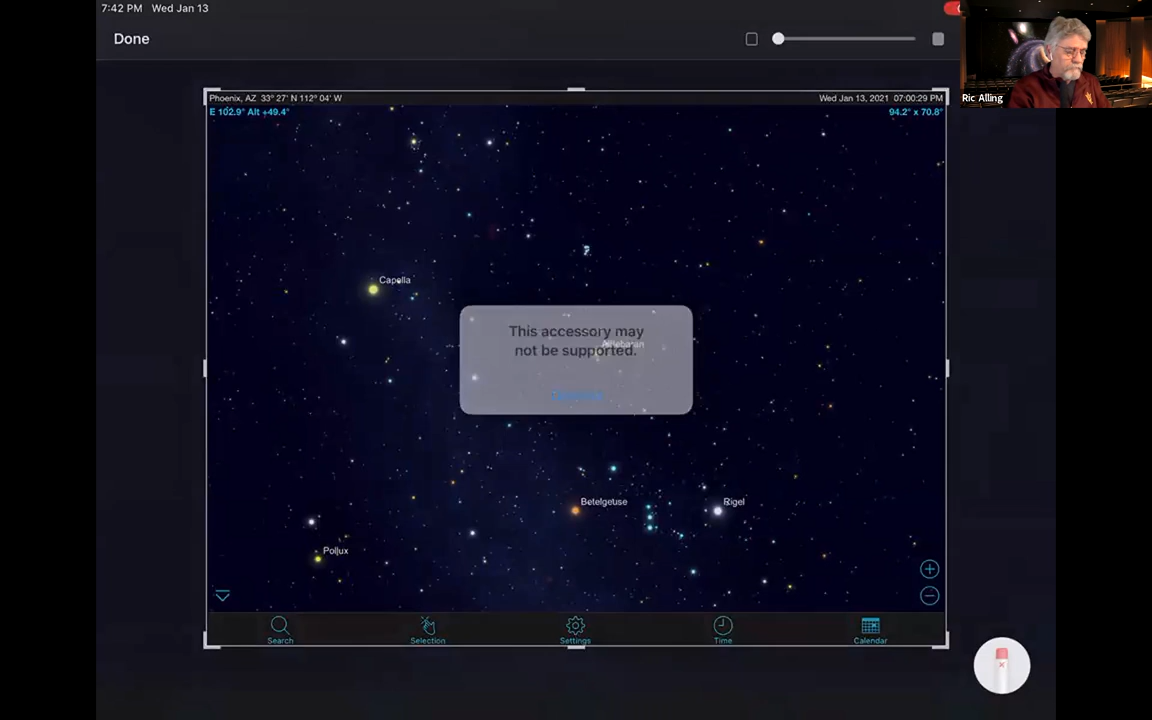 7:42 PM Wed Jan 13
Done
Ric Alling
Phoenix, AZ 33° 27' N 112° 04' W
Wed Jan 13, 2021 07:00:29 PM
E 102.9° Alt +49.4°
94.2° x 70.8°
Capella
This accessory may
not be supported.
Aldebaran
Betelgeuse
Rigel
Pollux
Search
Selection
Settings
Time
Calendar